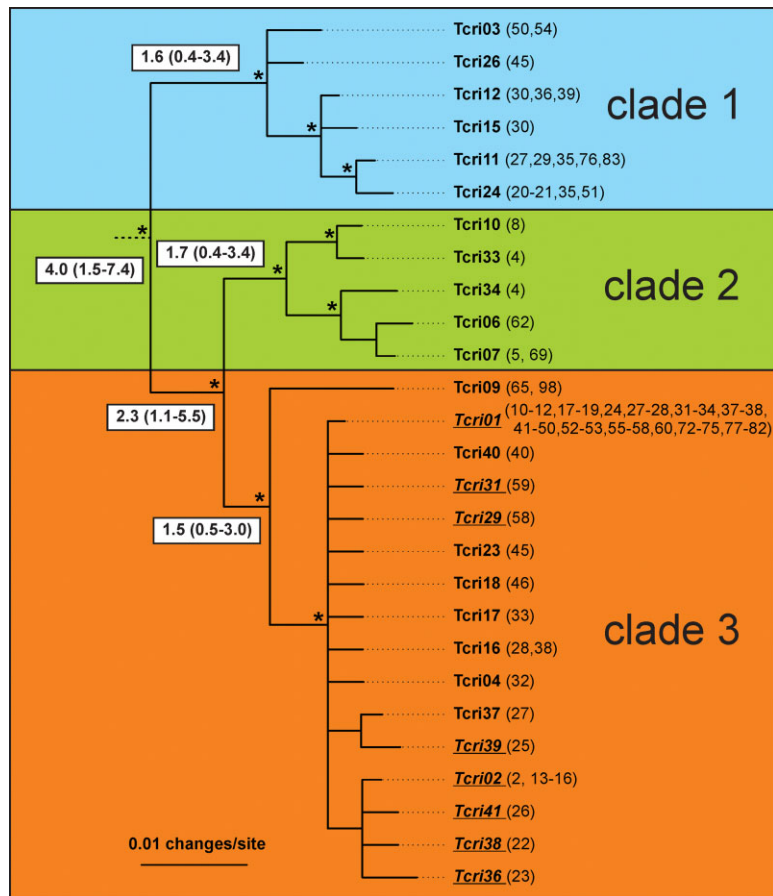 Tcri03 (50,54)
1.6 (0.4-3.4)
*
Tcri26 (45)
Tcri12 (30,36,39)
clade 1
*
Tcri15 (30)
*
Tcri11 (27,29,35,76,83)
Tcri24 (20-21,35,51)
*
Tcri10 (8)
1.7 (0.4-3.4)
*
*
4.0 (1.5-7.4)
Tcri33 (4)
clade 2
Tcri34 (4)
*
Tcri06 (62)
Tcri07 (5, 69)
*
Tcri09 (65, 98)
2.3 (1.1-5.5)
Tcri01 (10-12,17-19,24,27-28,31-34,37-38,
41-50,52-53,55-58,60,72-75,77-82)
Tcri40 (40)
Tcri31 (59)
*
1.5 (0.5-3.0)
Tcri29 (58)
Tcri23 (45)
Tcri18 (46)
*
Tcri17 (33)
clade 3
Tcri16 (28,38)
Tcri04 (32)
Tcri37 (27)
Tcri39 (25)
Tcri02 (2, 13-16)
Tcri41 (26)
0.01 changes/site
Tcri38 (22)
Tcri36 (23)